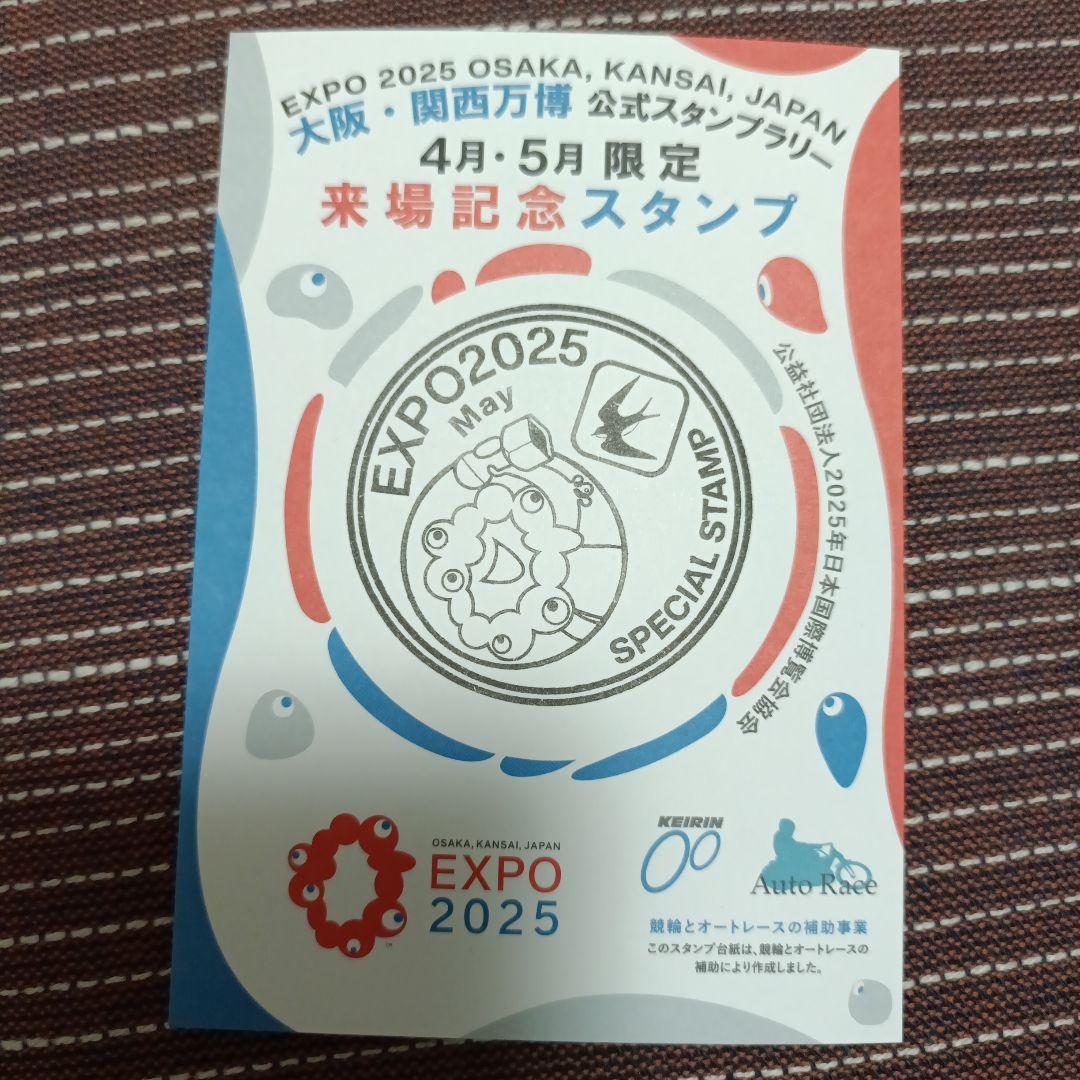 EXPO 2025 OSAKA, KANSAI, JAPAN
大阪・関西万博 公式スタンプラリー
4月・5月 限定
来場記念スタンプ
EXPO2025
May
SPECIAL STAMP
公益社団法人2025年日本国際博覧会協会
OSAKA, KANSAI, JAPAN
EXPO
2025
TM
KEIRIN
Auto Race
競輪とオートレースの補助事業
このスタンプ台紙は、競輪とオートレースの
補助により作成しました。